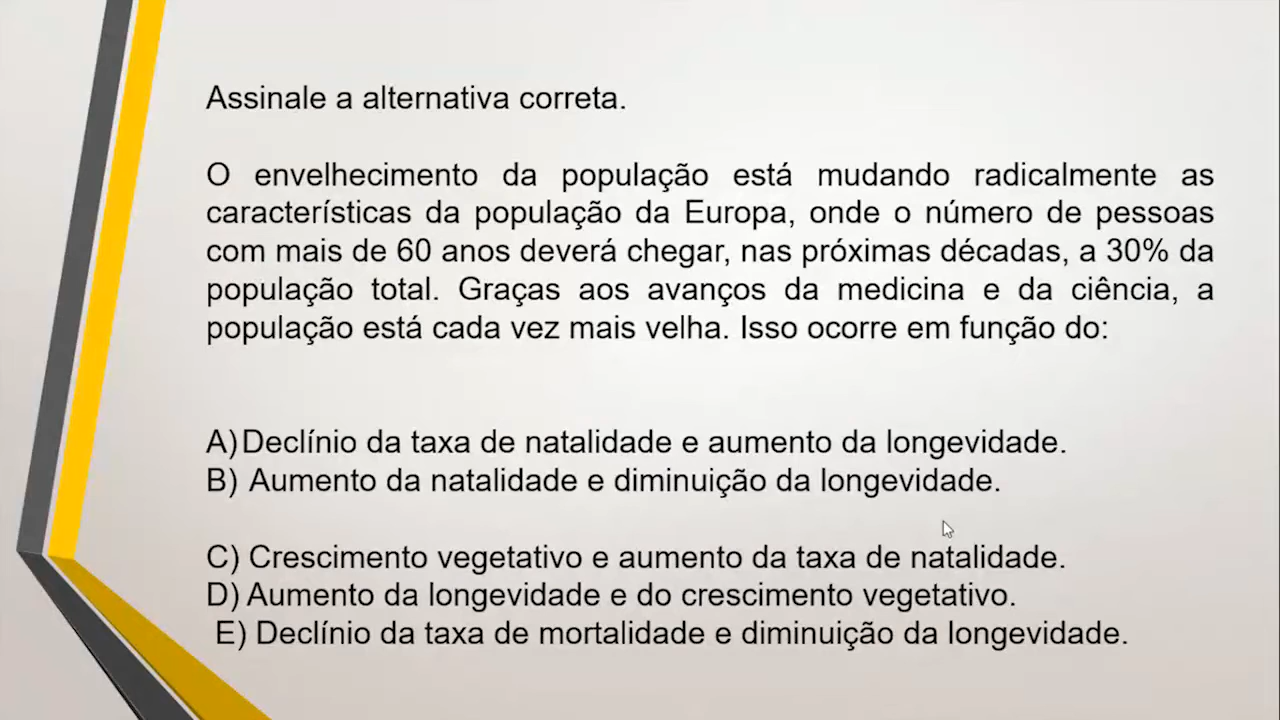 Assinale a alternativa correta.
O envelhecimento da população está mudando radicalmente as
características da população da Europa, onde o número de pessoas
com mais de 60 anos deverá chegar, nas próximas décadas, a 30% da
população total. Graças aos avanços da medicina e da ciência, a
população está cada vez mais velha. Isso ocorre em função do:
A) Declínio da taxa de natalidade e aumento da longevidade.
B) Aumento da natalidade e diminuição da longevidade.
C) Crescimento vegetativo e aumento da taxa de natalidade.
D) Aumento da longevidade e do crescimento vegetativo.
E) Declínio da taxa de mortalidade e diminuição da longevidade.